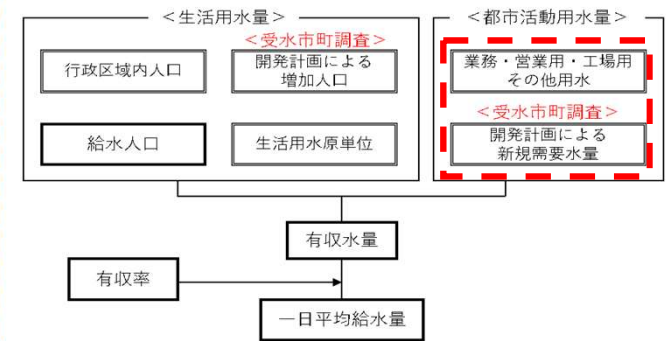 ＜生活用水量＞
＜都市活動用水量＞
＜受水市町調査＞
行政区域内人口
開発計画による
増加人口
業務・営業用・工場用
その他用水
＜受水市町調査＞
給水人口
生活用水原単位
開発計画による
新規需要水量
有収水量
有収率
一日平均給水量